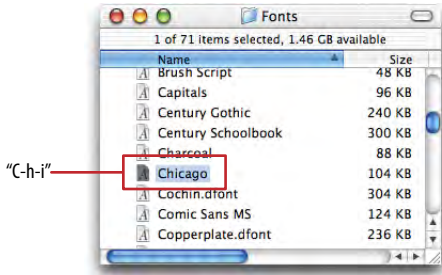 Fonts
1 of 71 items selected, 1.46 GB available
Name Size
Brush Script 48 KB
Capitals 96 KB
Century Gothic 240 KB
Century Schoolbook 300 KB
Charcoal 88 KB
"C-h-i" Chicago 104 KB
Cochin.dfont 304 KB
Comic Sans MS 124 KB
Copperplate.dfont 236 KB